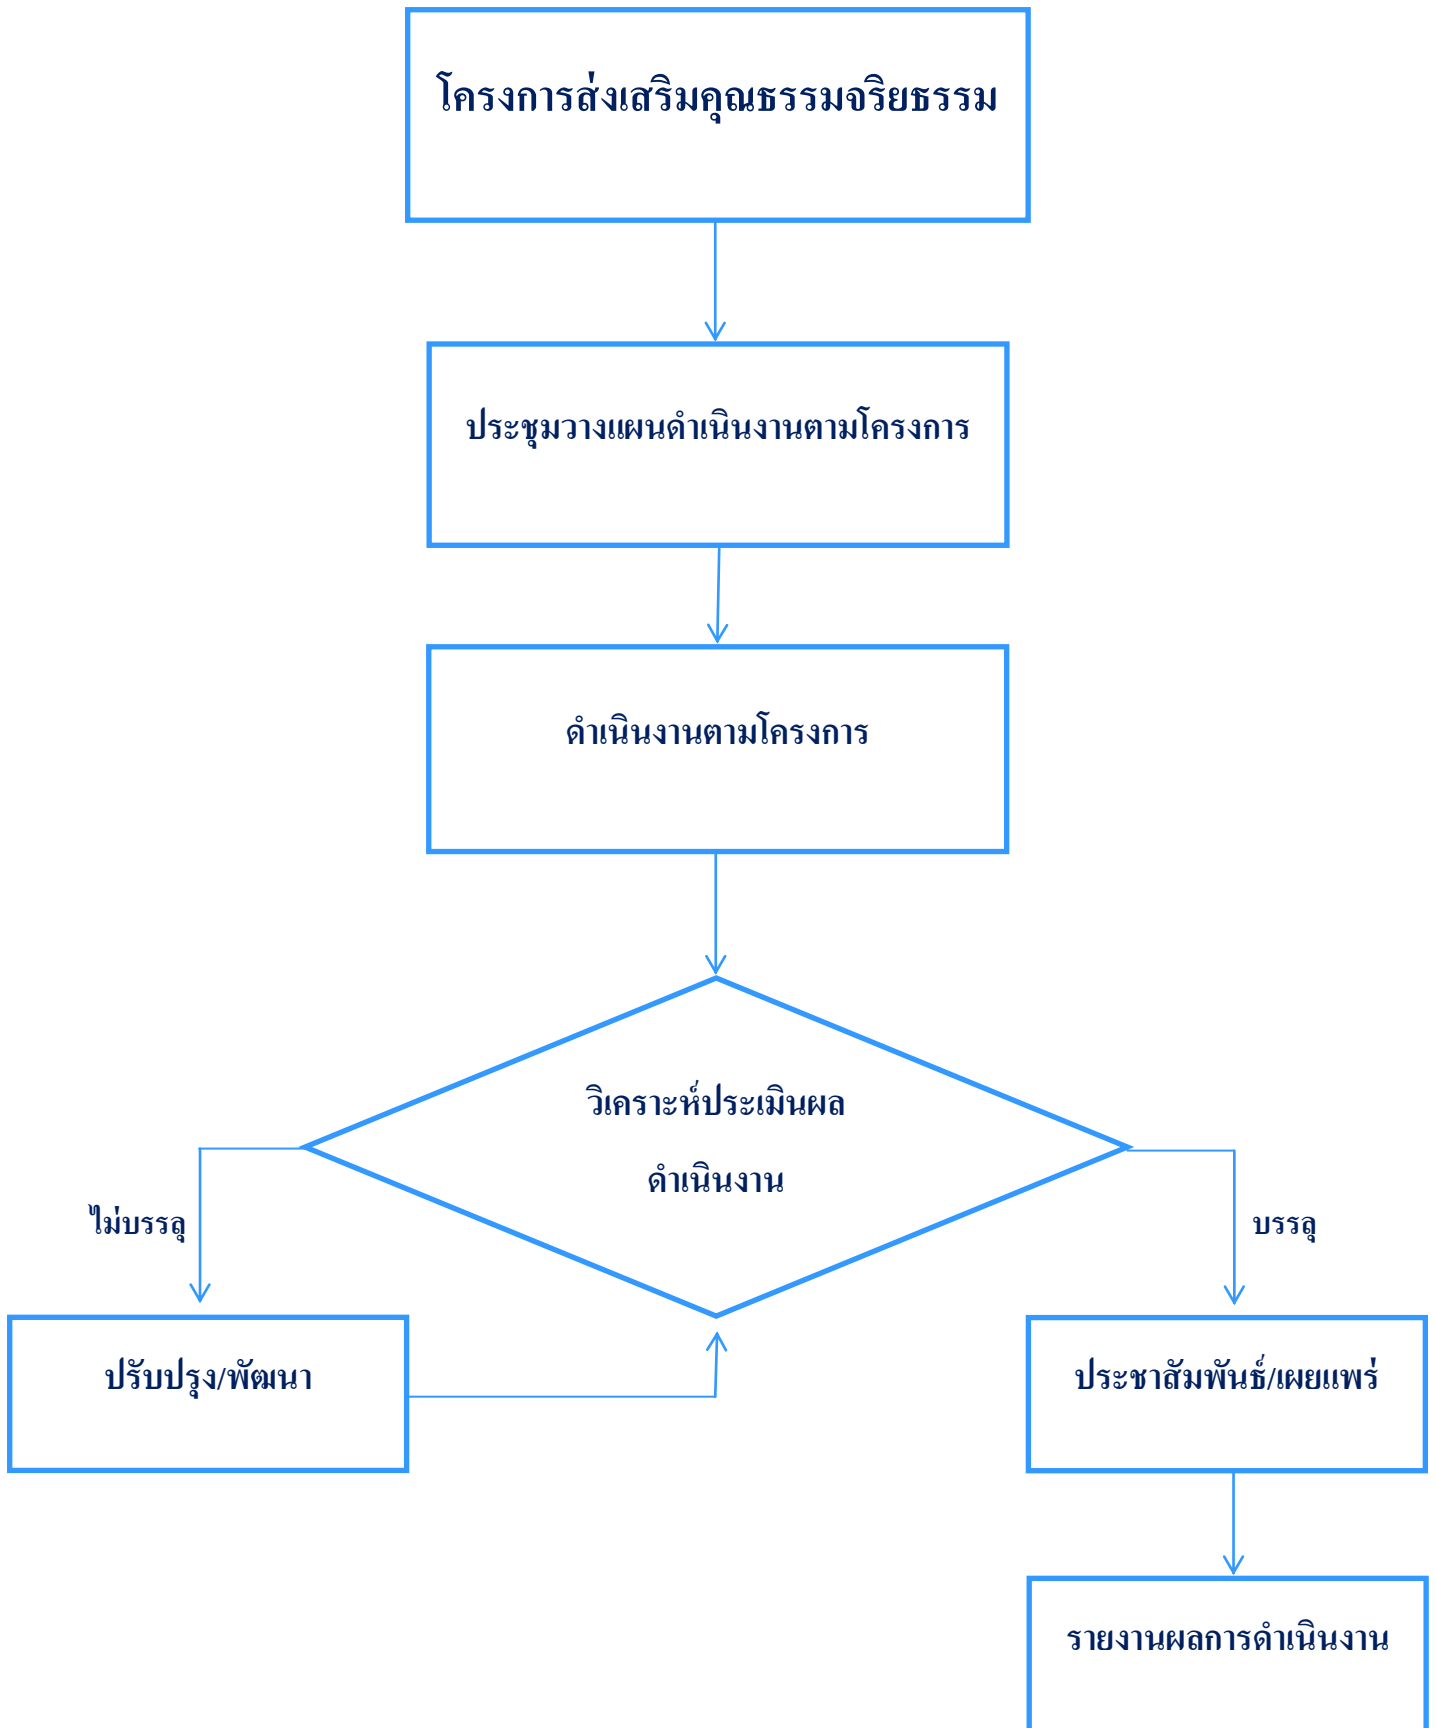 โครงการส่งเสริมคุณธรรมจริยธรรม
ประชุมวางแผนดำเนินงานตามโครงการ
ดำเนินงานตามโครงการ
วิเคราะห์ประเมินผล
ดำเนินงาน
ไม่บรรลุ
บรรลุ
ปรับปรุง/พัฒนา
ประชาสัมพันธ์/เผยแพร่
รายงานผลการดำเนินงาน